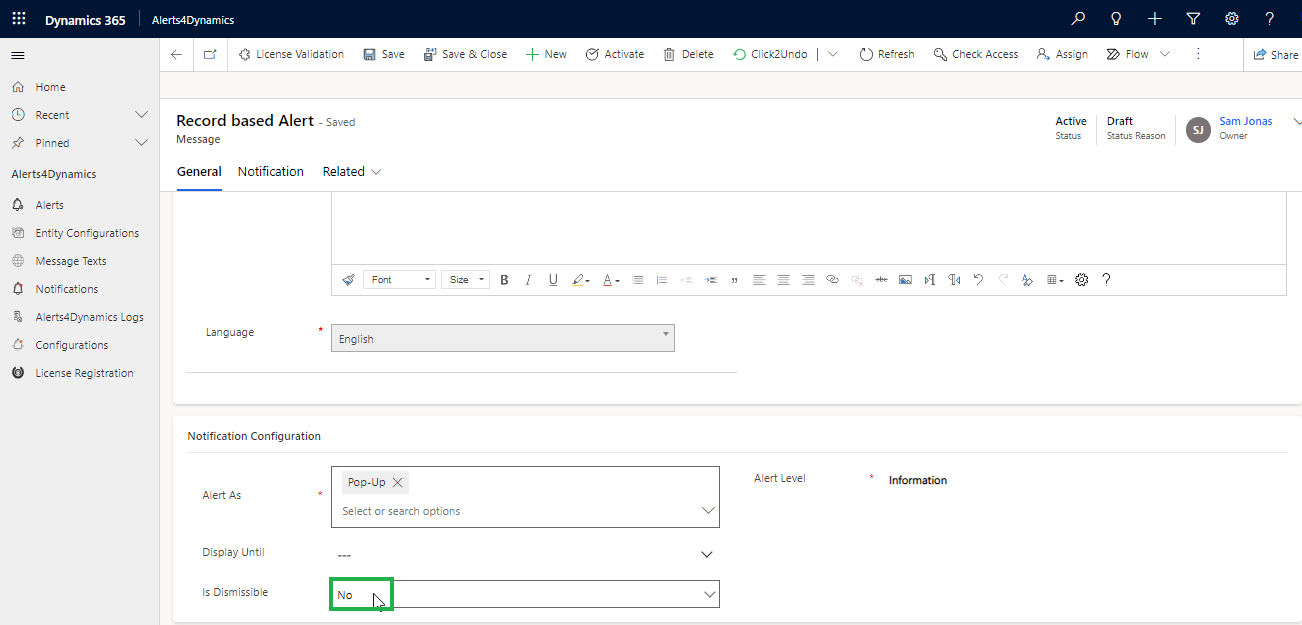 Dynamics 365 Alerts4Dynamics
License Validation Save Save & Close New Activate Delete Click2Undo Refresh Check Access Assign Flow Share
Home
Recent
Pinned
Alerts4Dynamics
Alerts
Entity Configurations
Message Texts
Notifications
Alerts4Dynamics Logs
Configurations
License Registration
Record based Alert - Saved
Message
Active
Status
Draft
Status Reason
SJ
Sam Jonas
Owner
General Notification Related
Font Size B I U
Language * English
Notification Configuration
Alert As * Pop-Up
Select or search options
Alert Level * Information
Display Until ---
Is Dismissible No